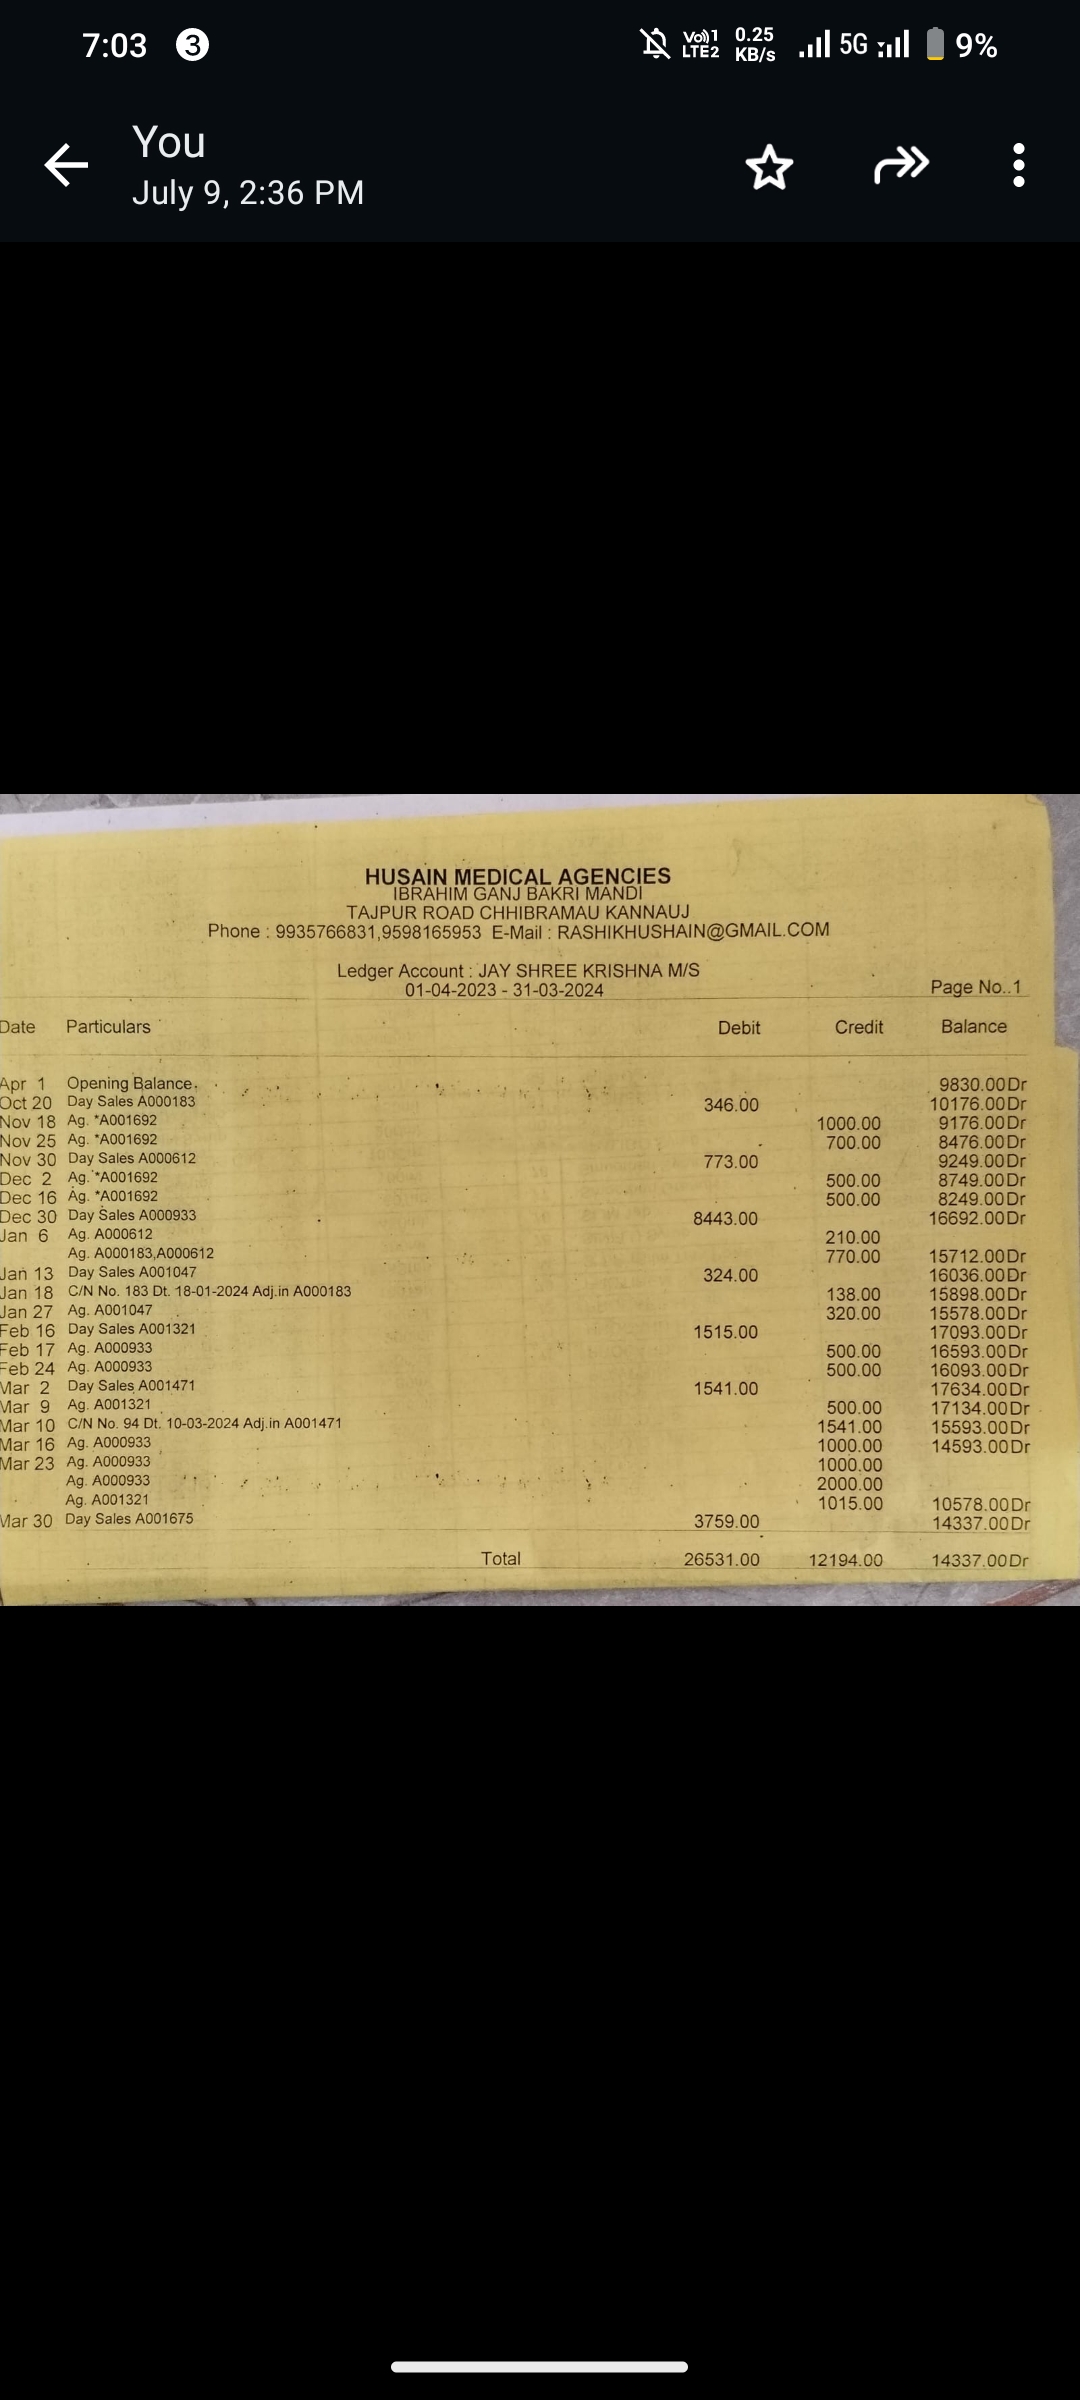 7:03 3 Vo)) 1 LTE2 0.25 KB/s 5G 9%
You
July 9, 2:36 PM
HUSAIN MEDICAL AGENCIES
IBRAHIM GANJ BAKRI MANDI
TAJPUR ROAD CHHIBRAMAU KANNAUJ
Phone : 9935766831,9598165953 E-Mail : RASHIKHUSHAIN@GMAIL.COM
Ledger Account : JAY SHREE KRISHNA M/S
01-04-2023 - 31-03-2024
Page No..1
Date Particulars Debit Credit Balance
Apr 1 Opening Balance. 9830.00Dr
Oct 20 Day Sales A000183 346.00 10176.00Dr
Nov 18 Ag. *A001692 1000.00 9176.00Dr
Nov 25 Ag. *A001692 700.00 8476.00Dr
Nov 30 Day Sales A000612 773.00 9249.00Dr
Dec 2 Ag. *A001692 500.00 8749.00Dr
Dec 16 Ag. *A001692 500.00 8249.00Dr
Dec 30 Day Sales A000933 8443.00 16692.00Dr
Jan 6 Ag. A000612 210.00
Ag. A000183,A000612 770.00 15712.00Dr
Jan 13 Day Sales A001047 324.00 16036.00Dr
Jan 18 C/N No. 183 Dt. 18-01-2024 Adj.in A000183 138.00 15898.00Dr
Jan 27 Ag. A001047 320.00 15578.00Dr
Feb 16 Day Sales A001321 1515.00 17093.00Dr
Feb 17 Ag. A000933 500.00 16593.00Dr
Feb 24 Ag. A000933 500.00 16093.00Dr
Mar 2 Day Sales A001471 1541.00 17634.00Dr
Mar 9 Ag. A001321 500.00 17134.00Dr
Mar 10 C/N No. 94 Dt. 10-03-2024 Adj.in A001471 1541.00 15593.00Dr
Mar 16 Ag. A000933 1000.00 14593.00Dr
Mar 23 Ag. A000933 1000.00
Ag. A000933 2000.00
Ag. A001321 1015.00 10578.00Dr
Mar 30 Day Sales A001675 3759.00 14337.00Dr
Total 26531.00 12194.00 14337.00Dr